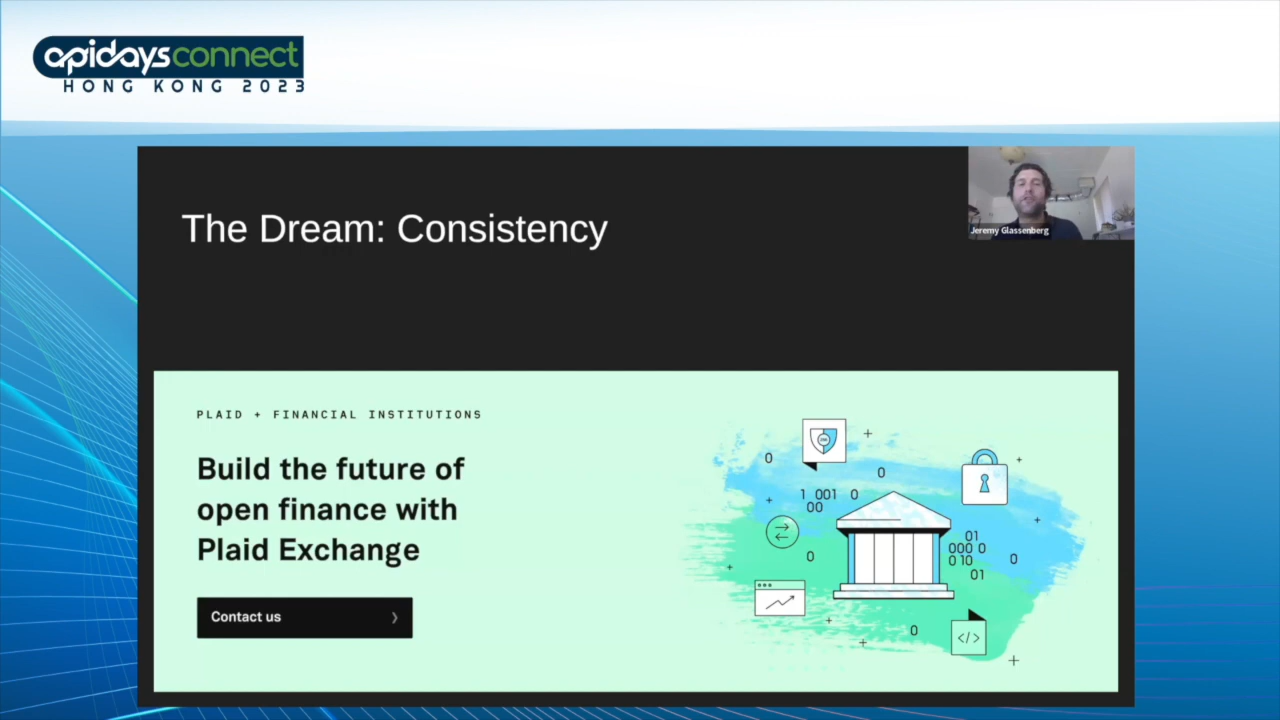 apidays connect
HONG KONG 2023
The Dream: Consistency
Jeremy Glassenberg
PLAID + FINANCIAL INSTITUTIONS
Build the future of
open finance with
Plaid Exchange
Contact us
0
0
1 001 0
00
0
01
000 0
0 10
0
01
0
</>